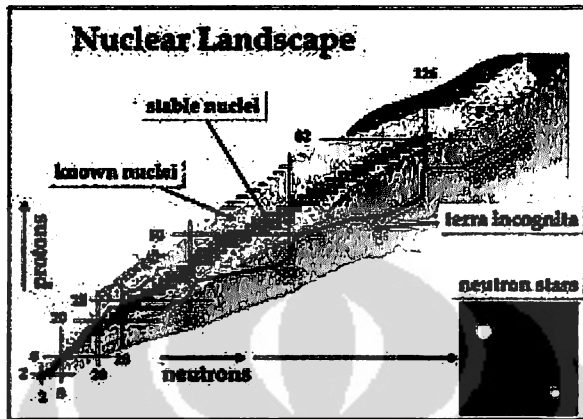 Nuclear Landscape
126
stable nuclei
82
known nuclei
protons
terra incognita
28
20
neutron stars
8
2
28
20
neutrons
2
8